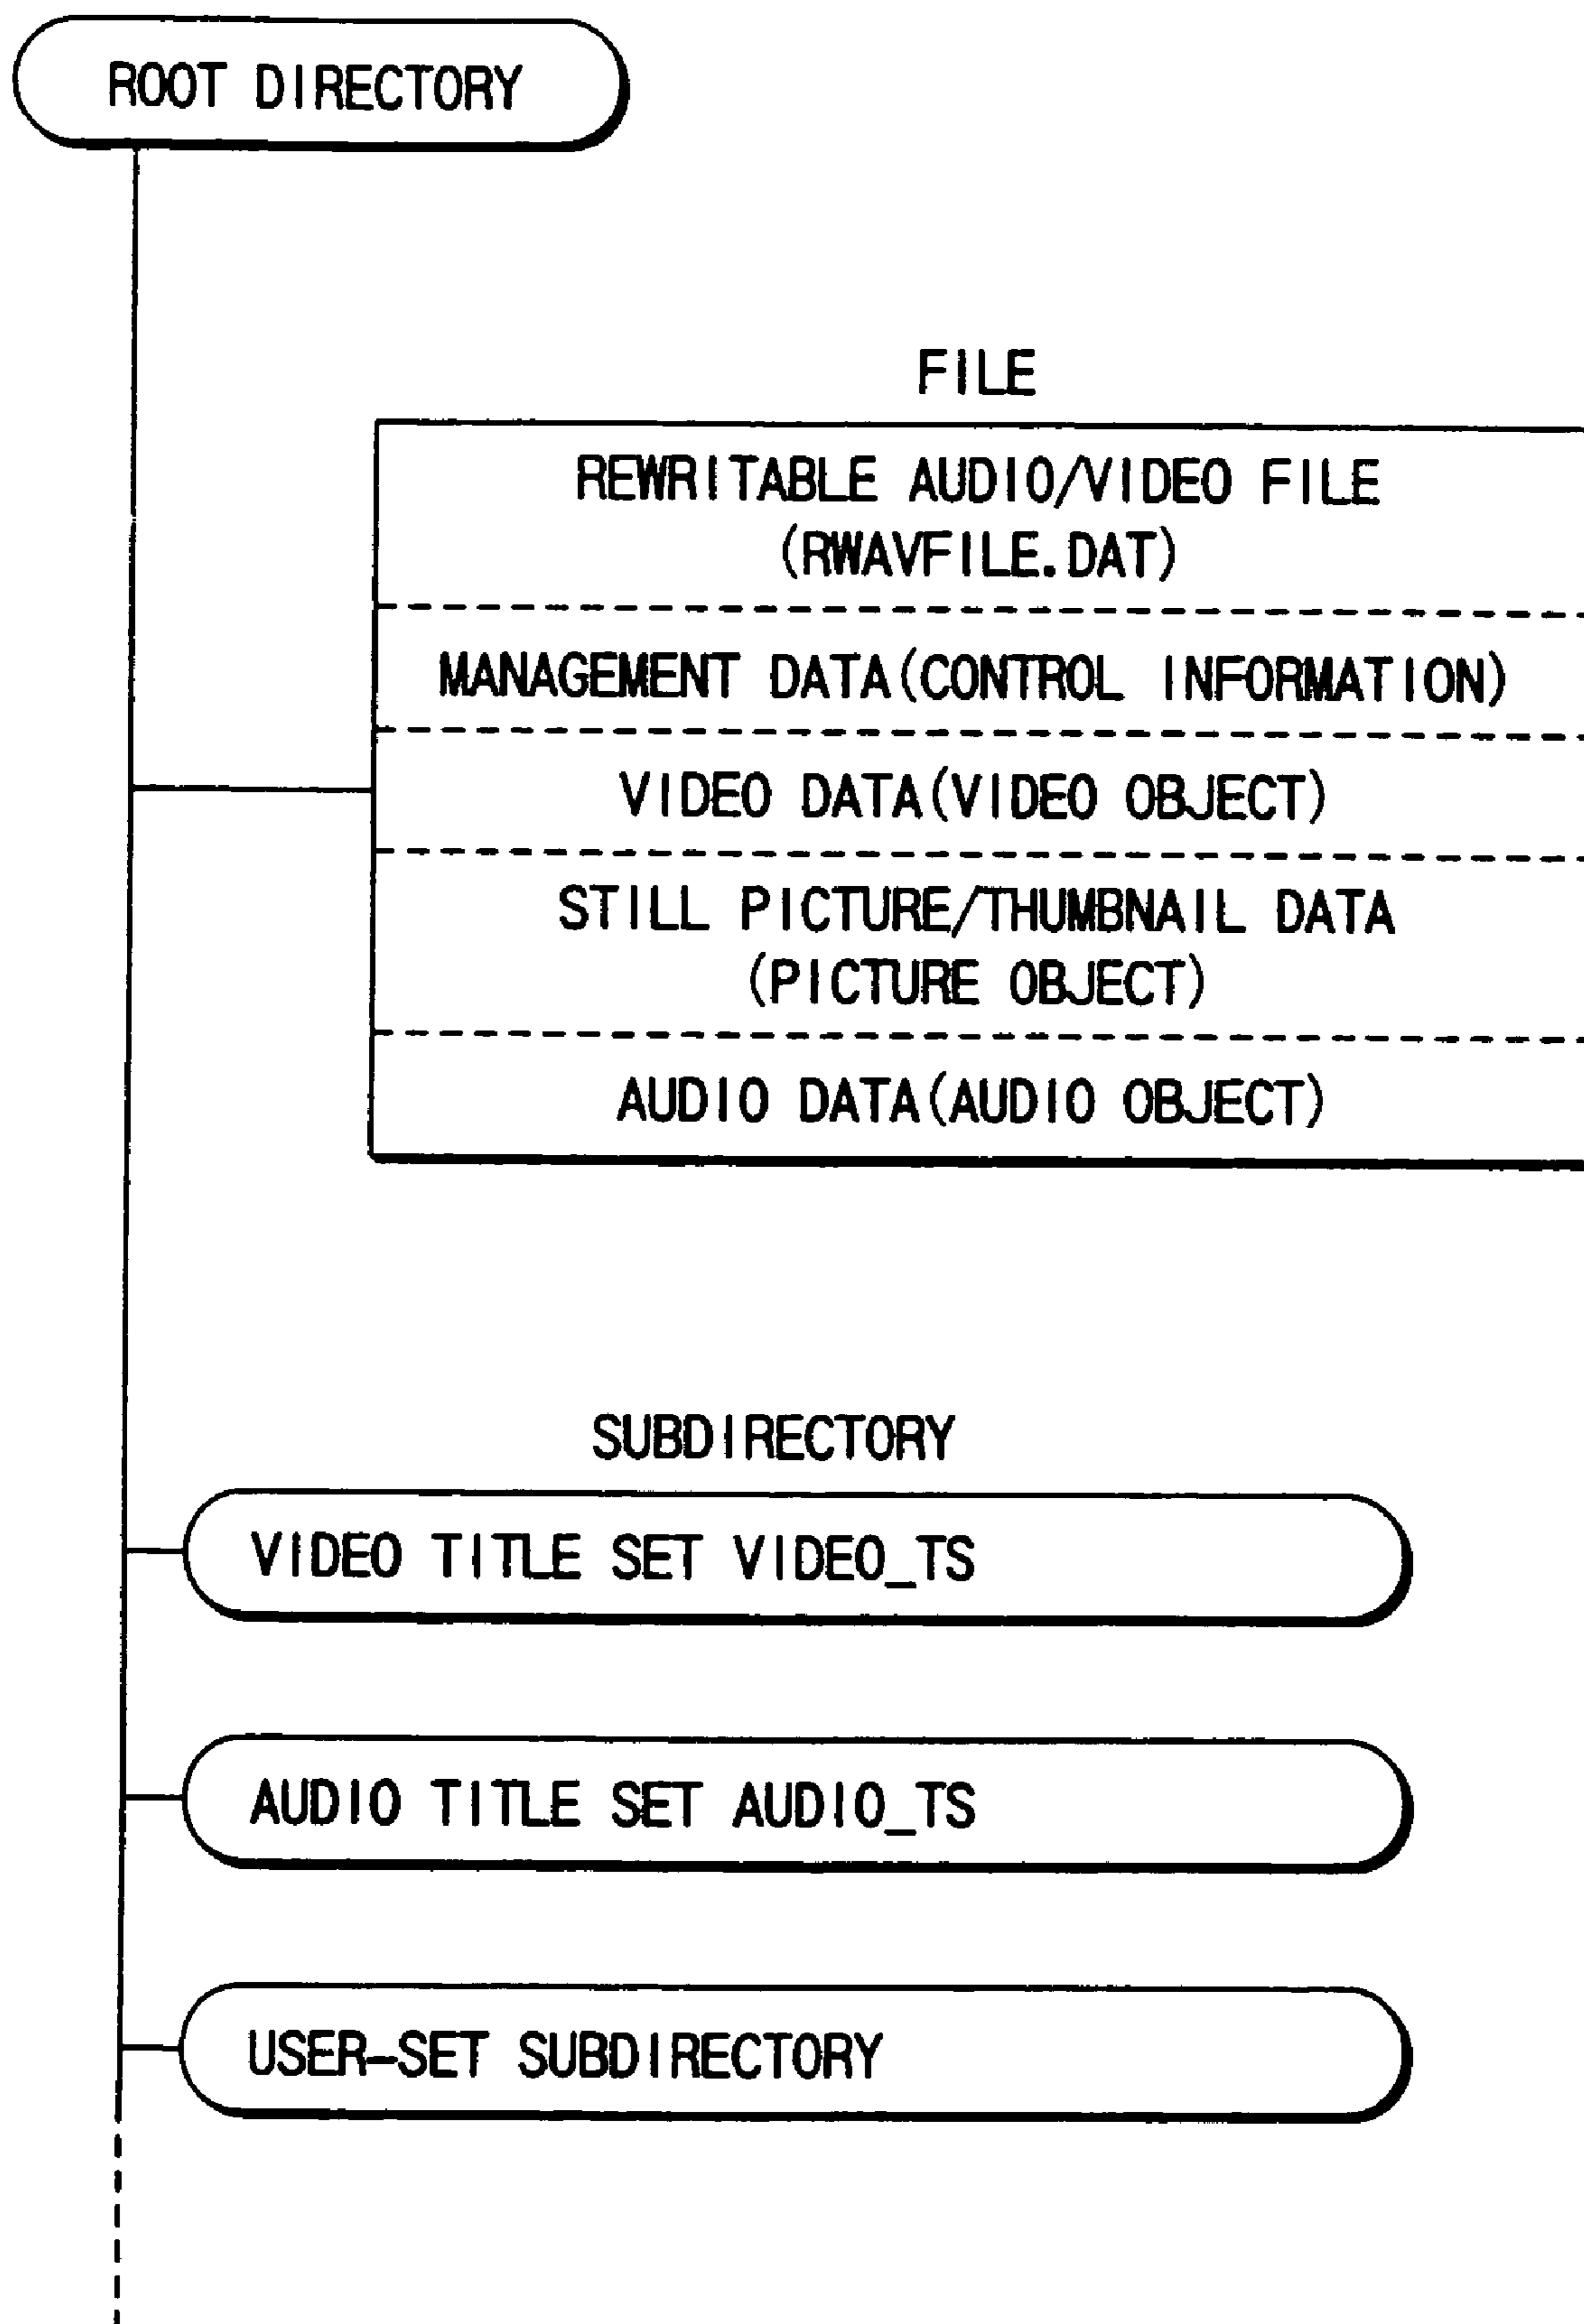 ROOT DIRECTORY
FILE
REWRITABLE AUDIO/VIDEO FILE
(RWAVFILE.DAT)
MANAGEMENT DATA(CONTROL INFORMATION)
VIDEO DATA(VIDEO OBJECT)
STILL PICTURE/THUMBNAIL DATA
(PICTURE OBJECT)
AUDIO DATA(AUDIO OBJECT)
SUBDIRECTORY
VIDEO TITLE SET VIDEO_TS
AUDIO TITLE SET AUDIO_TS
USER-SET SUBDIRECTORY